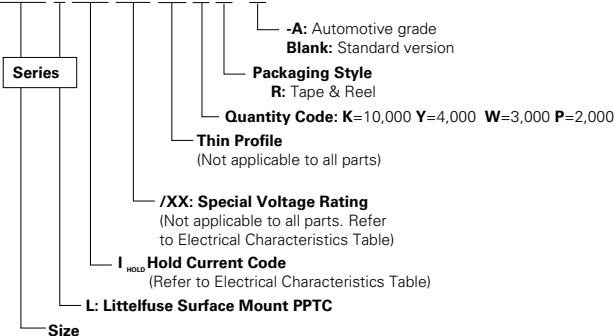 -A: Automotive grade
Blank: Standard version
Series
Packaging Style
R: Tape & Reel
Quantity Code: K=10,000 Y=4,000 W=3,000 P=2,000
Thin Profile
(Not applicable to all parts)
/XX: Special Voltage Rating
(Not applicable to all parts. Refer
to Electrical Characteristics Table)
I HOLD Hold Current Code
(Refer to Electrical Characteristics Table)
L: Littelfuse Surface Mount PPTC
Size